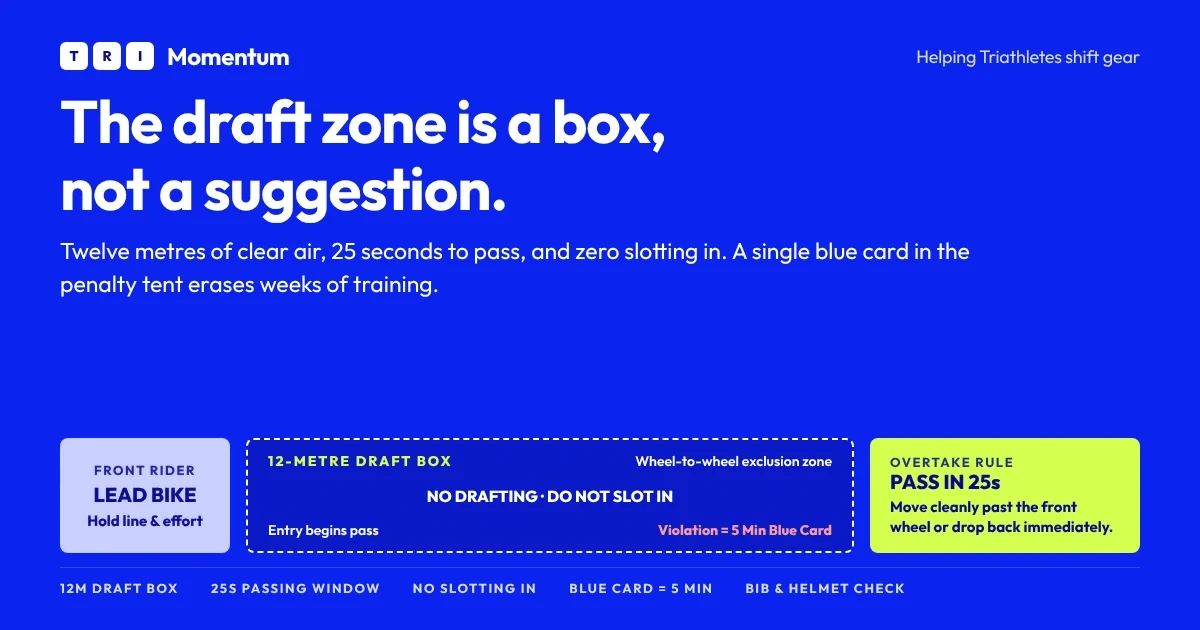 TRI Momentum
Helping Triathletes shift gear
The draft zone is a box,
not a suggestion.
Twelve metres of clear air, 25 seconds to pass, and zero slotting in. A single blue card in the
penalty tent erases weeks of training.
FRONT RIDER
LEAD BIKE
Hold line & effort
12-METRE DRAFT BOX
Wheel-to-wheel exclusion zone
NO DRAFTING · DO NOT SLOT IN
Entry begins pass
Violation = 5 Min Blue Card
OVERTAKE RULE
PASS IN 25s
Move cleanly past the front
wheel or drop back immediately.
12M DRAFT BOX
25S PASSING WINDOW
NO SLOTTING IN
BLUE CARD = 5 MIN
BIB & HELMET CHECK